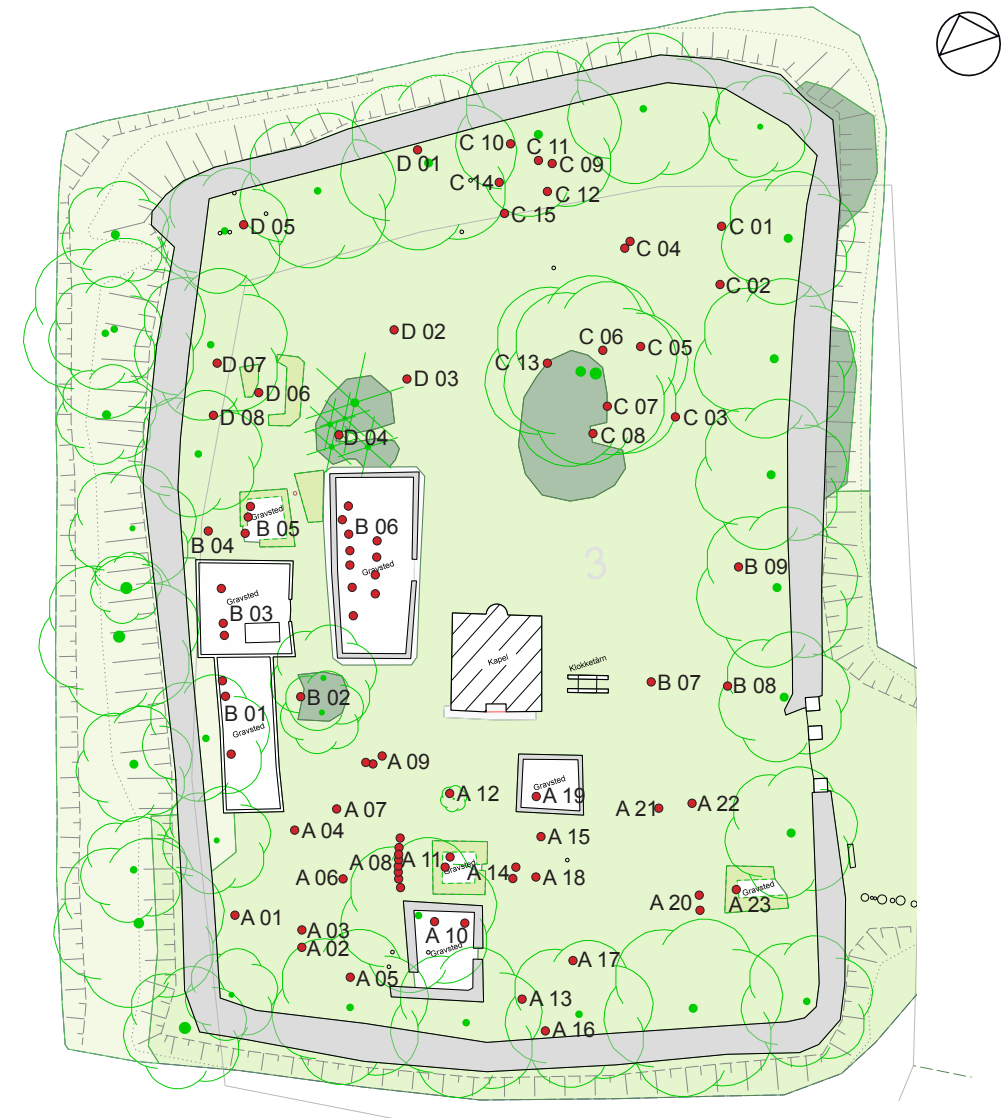 C 10
C 11
D 01
C 09
C 14
C 12
C 15
D 05
C 01
C 04
C 02
D 02
C 06
C 05
D 07
C 13
D 03
D 06
C 07
D 08
C 03
D 04
C 08
Gravsted
B 05
B 06
B 04
3
Gravsted
B 09
Gravsted
B 03
Kapel
Klokketårn
B 07
B 08
B 02
B 01
Gravsted
A 09
Gravsted
A 12
A 19
A 22
A 07
A 21
A 04
A 15
A 08
A 11
Gravsted
A 14
A 06
A 18
Gravsted
A 20
A 23
A 01
A 03
A 10
A 02
Gravsted
A 17
A 05
A 13
A 16